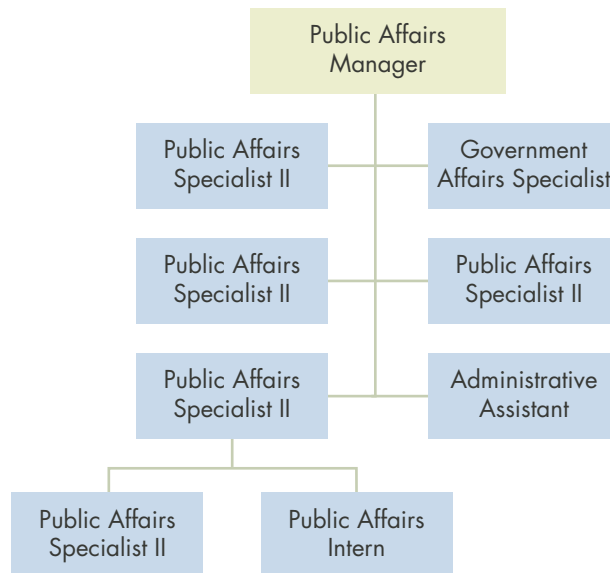 Public Affairs
Manager
Public Affairs
Specialist II
Government
Affairs Specialist
Public Affairs
Specialist II
Public Affairs
Specialist II
Public Affairs
Specialist II
Administrative
Assistant
Public Affairs
Specialist II
Public Affairs
Intern